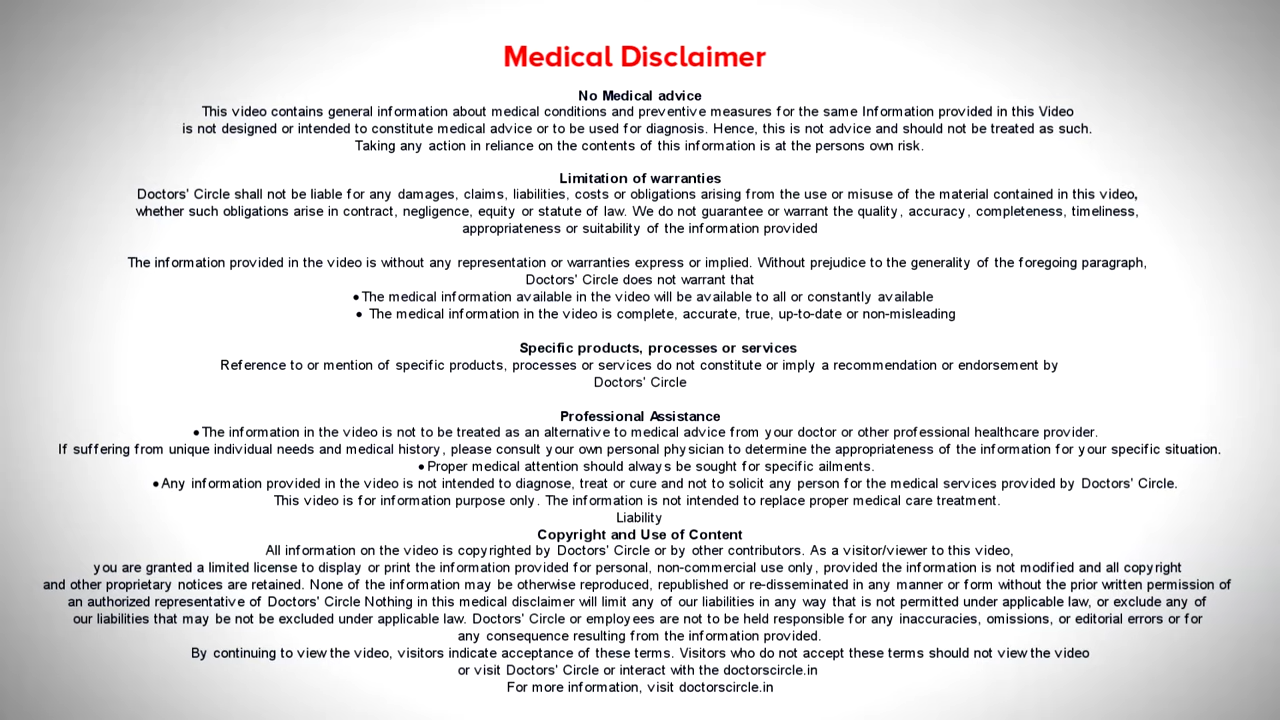 Medical Disclaimer
No Medical advice
This video contains general information about medical conditions and preventive measures for the same Information provided in this Video
is not designed or intended to constitute medical advice or to be used for diagnosis. Hence, this is not advice and should not be treated as such.
Taking any action in reliance on the contents of this information is at the persons own risk.
Limitation of warranties
Doctors' Circle shall not be liable for any damages, claims, liabilities, costs or obligations arising from the use or misuse of the material contained in this video,
whether such obligations arise in contract, negligence, equity or statute of law. We do not guarantee or warrant the quality, accuracy, completeness, timeliness,
appropriateness or suitability of the information provided
The information provided in the video is without any representation or warranties express or implied. Without prejudice to the generality of the foregoing paragraph,
Doctors' Circle does not warrant that
•The medical information available in the video will be available to all or constantly available
• The medical information in the video is complete, accurate, true, up-to-date or non-misleading
Specific products, processes or services
Reference to or mention of specific products, processes or services do not constitute or imply a recommendation or endorsement by
Doctors' Circle
Professional Assistance
•The information in the video is not to be treated as an alternative to medical advice from your doctor or other professional healthcare provider.
If suffering from unique individual needs and medical history, please consult your own personal physician to determine the appropriateness of the information for your specific situation.
•Proper medical attention should always be sought for specific ailments.
•Any information provided in the video is not intended to diagnose, treat or cure and not to solicit any person for the medical services provided by Doctors' Circle.
This video is for information purpose only. The information is not intended to replace proper medical care treatment.
Liability
Copyright and Use of Content
All information on the video is copyrighted by Doctors' Circle or by other contributors. As a visitor/viewer to this video,
you are granted a limited license to display or print the information provided for personal, non-commercial use only, provided the information is not modified and all copyright
and other proprietary notices are retained. None of the information may be otherwise reproduced, republished or re-disseminated in any manner or form without the prior written permission of
an authorized representative of Doctors' Circle Nothing in this medical disclaimer will limit any of our liabilities in any way that is not permitted under applicable law, or exclude any of
our liabilities that may be not be excluded under applicable law. Doctors' Circle or employees are not to be held responsible for any inaccuracies, omissions, or editorial errors or for
any consequence resulting from the information provided.
By continuing to view the video, visitors indicate acceptance of these terms. Visitors who do not accept these terms should not view the video
or visit Doctors' Circle or interact with the doctorscircle.in
For more information, visit doctorscircle.in